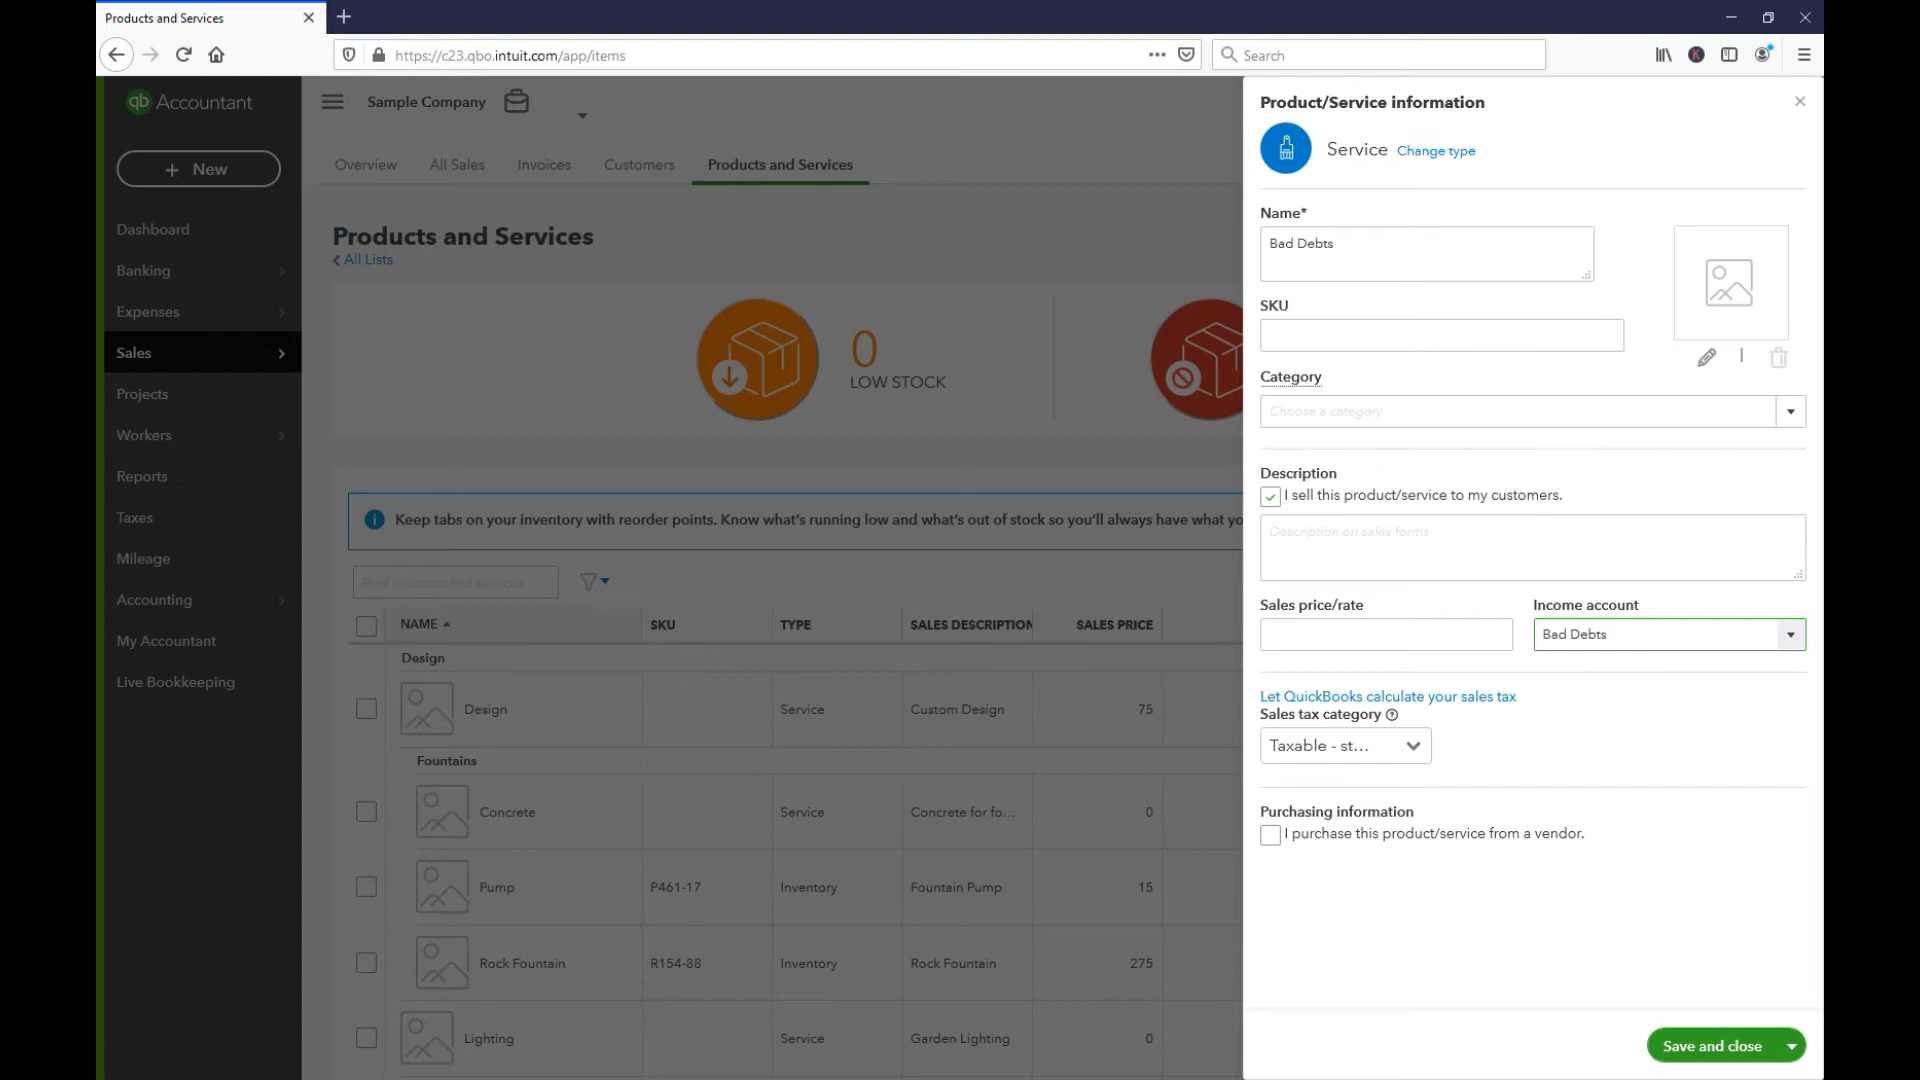 Products and Services
https://c23.qbo.intuit.com/app/items
Search
qb Accountant
+ New
Dashboard
Banking
Expenses
Sales
Projects
Workers
Reports
Taxes
Mileage
Accounting
My Accountant
Live Bookkeeping
Sample Company
Overview
All Sales
Invoices
Customers
Products and Services
Products and Services
All Lists
0
LOW STOCK
Keep tabs on your inventory with reorder points. Know what's running low and what's out of stock so you'll always have what yo
Find products and services
NAME SKU TYPE SALES DESCRIPTION SALES PRICE
Design
Design Service Custom Design 75
Fountains
Concrete Service Concrete for fo... 0
Pump P461-17 Inventory Fountain Pump 15
Rock Fountain R154-88 Inventory Rock Fountain 275
Lighting Service Garden Lighting 0
Product/Service information
Service Change type
Name*
Bad Debts
SKU
Category
Choose a category
Description
I sell this product/service to my customers.
Description on sales forms
Sales price/rate
Income account
Bad Debts
Let QuickBooks calculate your sales tax
Sales tax category
Taxable - st...
Purchasing information
I purchase this product/service from a vendor.
Save and close